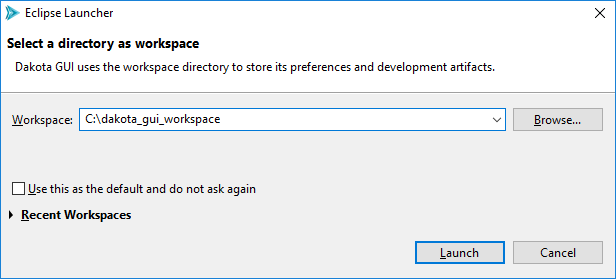 Eclipse Launcher
Select a directory as workspace
Dakota GUI uses the workspace directory to store its preferences and development artifacts.
Workspace: C:\dakota_gui_workspace Browse...
Use this as the default and do not ask again
Recent Workspaces
Launch Cancel